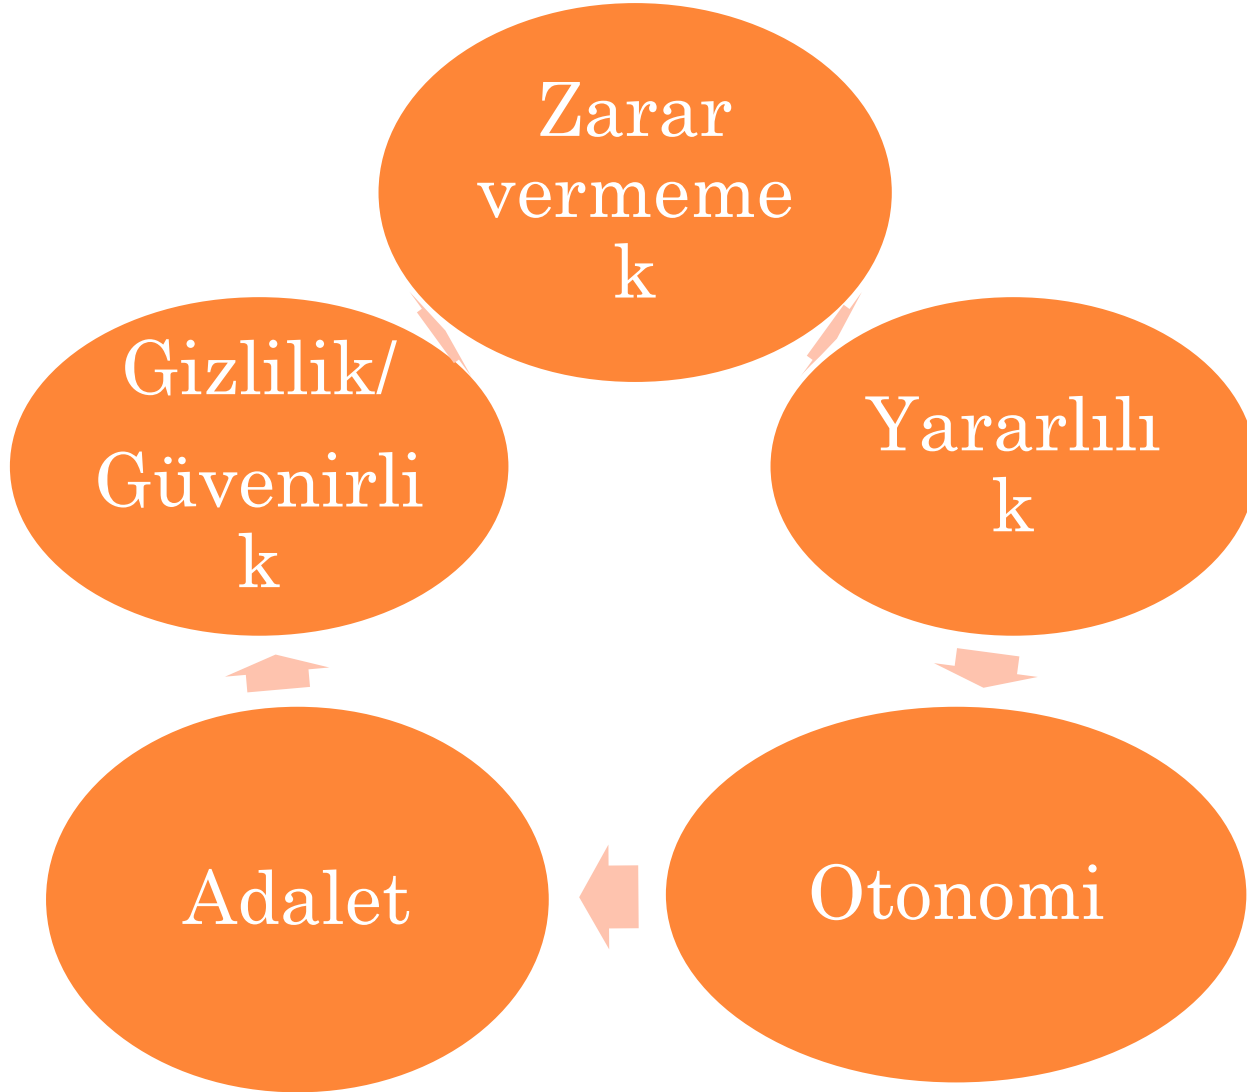 Zarar
vermeme
k
Yararlılı
k
Otonomi
Adalet
Gizlilik/
Güvenirli
k